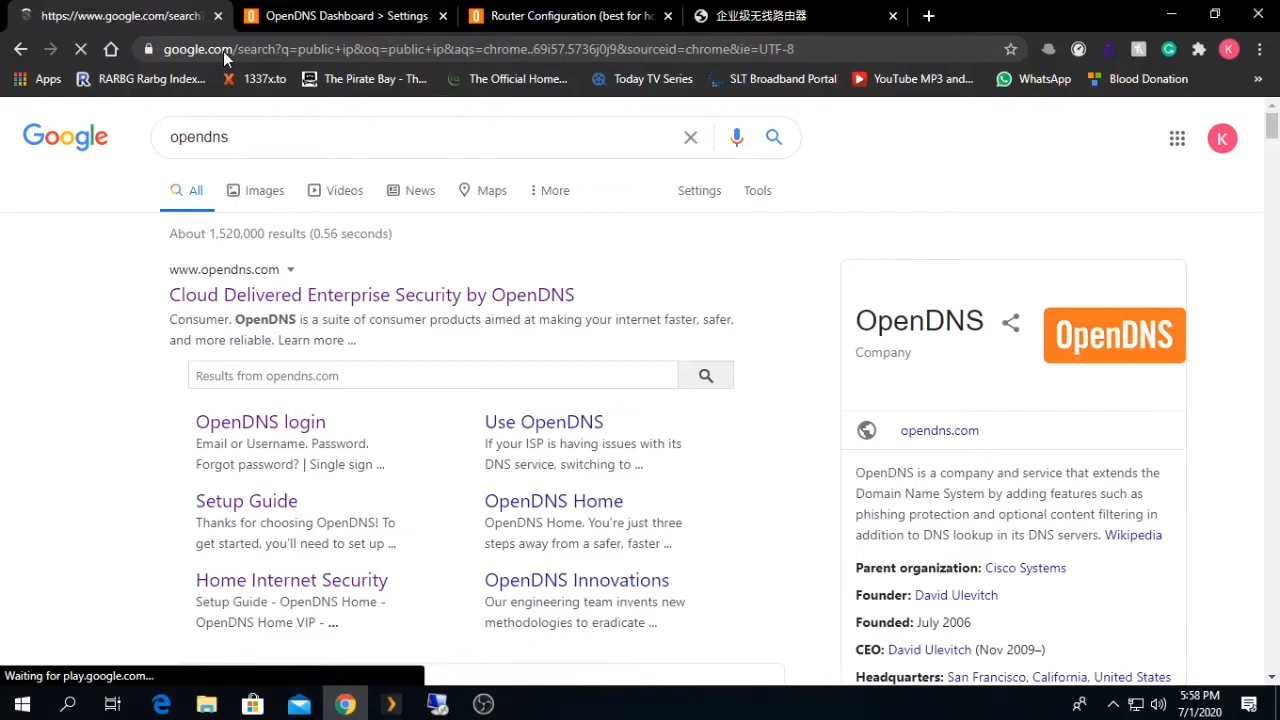 https://www.google.com/search?
OpenDNS Dashboard > Settings
Router Configuration (best for ho
企业级无线路由器
google.com/search?q=public+ip&oq=public+ip&aqs=chrome..69i57.5736j0j9&sourceid=chrome&ie=UTF-8
K
Apps
RARBG Rarbg Index...
1337x.to
The Pirate Bay - Th...
The Official Home...
Today TV Series
SLT Broadband Portal
YouTube MP3 and...
WhatsApp
Blood Donation
»
Google
opendns
K
All
Images
Videos
News
Maps
More
Settings
Tools
About 1,520,000 results (0.56 seconds)
www.opendns.com
Cloud Delivered Enterprise Security by OpenDNS
Consumer. OpenDNS is a suite of consumer products aimed at making your internet faster, safer,
and more reliable. Learn more ...
Results from opendns.com
OpenDNS login
Email or Username. Password.
Forgot password? | Single sign ...
Use OpenDNS
If your ISP is having issues with its
DNS service, switching to ...
Setup Guide
Thanks for choosing OpenDNS! To
get started, you'll need to set up ...
OpenDNS Home
OpenDNS Home. You're just three
steps away from a safer, faster ...
Home Internet Security
Setup Guide - OpenDNS Home -
OpenDNS Home VIP - ...
OpenDNS Innovations
Our engineering team invents new
methodologies to eradicate ...
OpenDNS
Company
OpenDNS
opendns.com
OpenDNS is a company and service that extends the
Domain Name System by adding features such as
phishing protection and optional content filtering in
addition to DNS lookup in its DNS servers. Wikipedia
Parent organization: Cisco Systems
Founder: David Ulevitch
Founded: July 2006
CEO: David Ulevitch (Nov 2009–)
Headquarters: San Francisco, California, United States
Waiting for play.google.com...
5:58 PM
7/1/2020